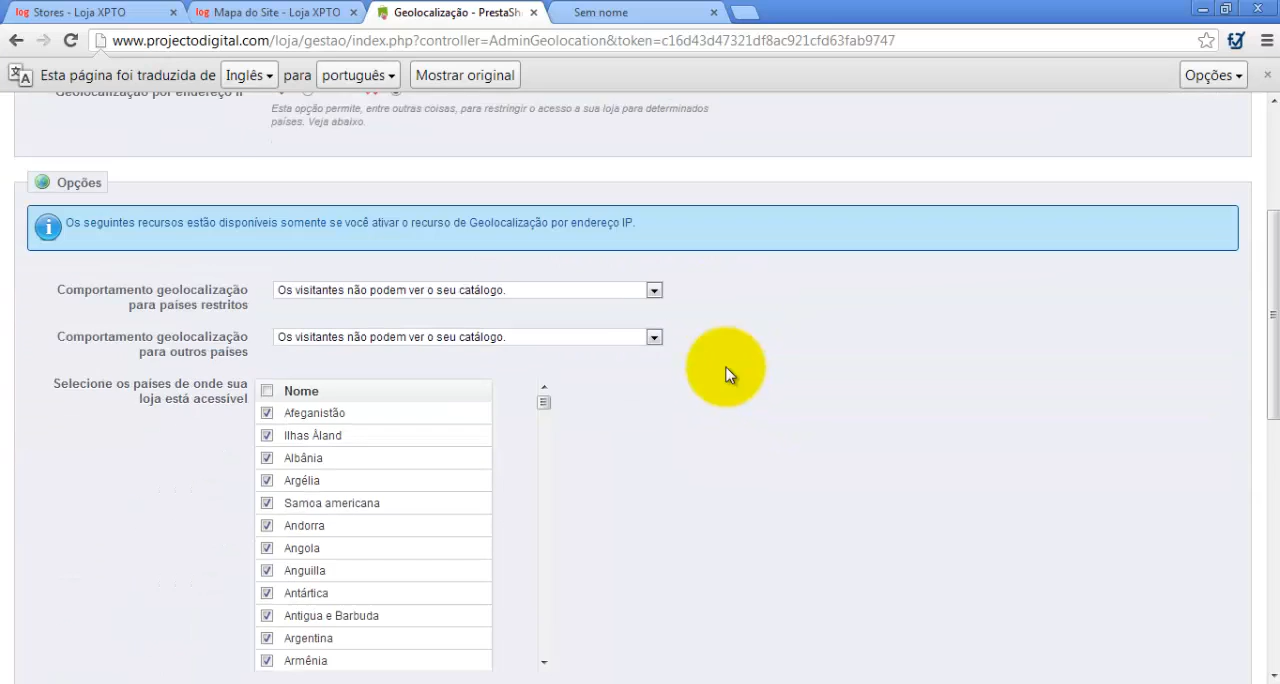 log Stores - Loja XPTO
log Mapa do Site - Loja XPTO
Geolocalização - PrestaSh
Sem nome
www.projectodigital.com/loja/gestao/index.php?controller=AdminGeolocation&token=c16d43d47321df8ac921cfd63fab9747
Esta página foi traduzida de Inglês para português Mostrar original Opções
Geolocalização por endereço IP
Esta opção permite, entre outras coisas, para restringir o acesso a sua loja para determinados
países. Veja abaixo.
Opções
Os seguintes recursos estão disponíveis somente se você ativar o recurso de Geolocalização por endereço IP.
Comportamento geolocalização
para países restritos
Os visitantes não podem ver o seu catálogo.
Comportamento geolocalização
para outros países
Os visitantes não podem ver o seu catálogo.
Selecione os países de onde sua
loja está acessível
Nome
Afeganistão
Ilhas Åland
Albânia
Argélia
Samoa americana
Andorra
Angola
Anguilla
Antártica
Antigua e Barbuda
Argentina
Armênia